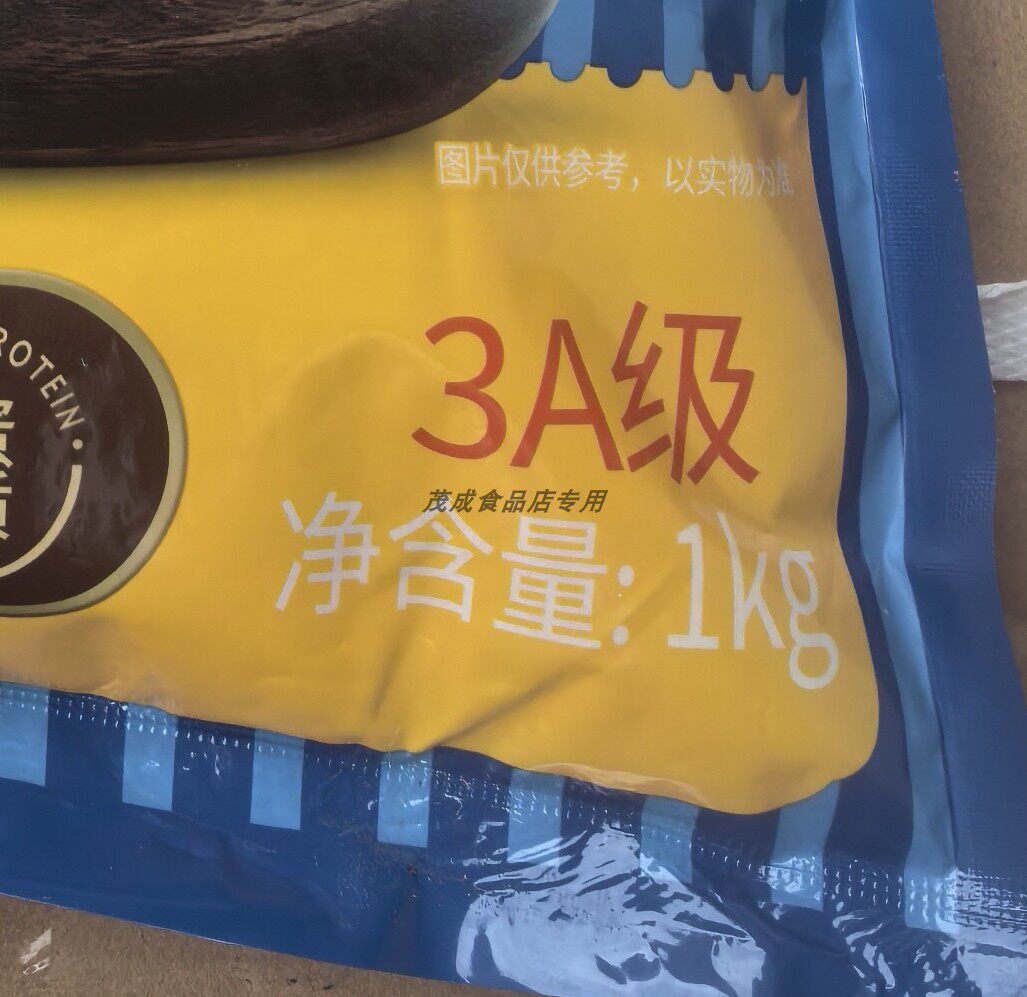 图片仅供参考，以实物为准
ROTEIN
3A级
茂成食品店专用
净含量：1kg